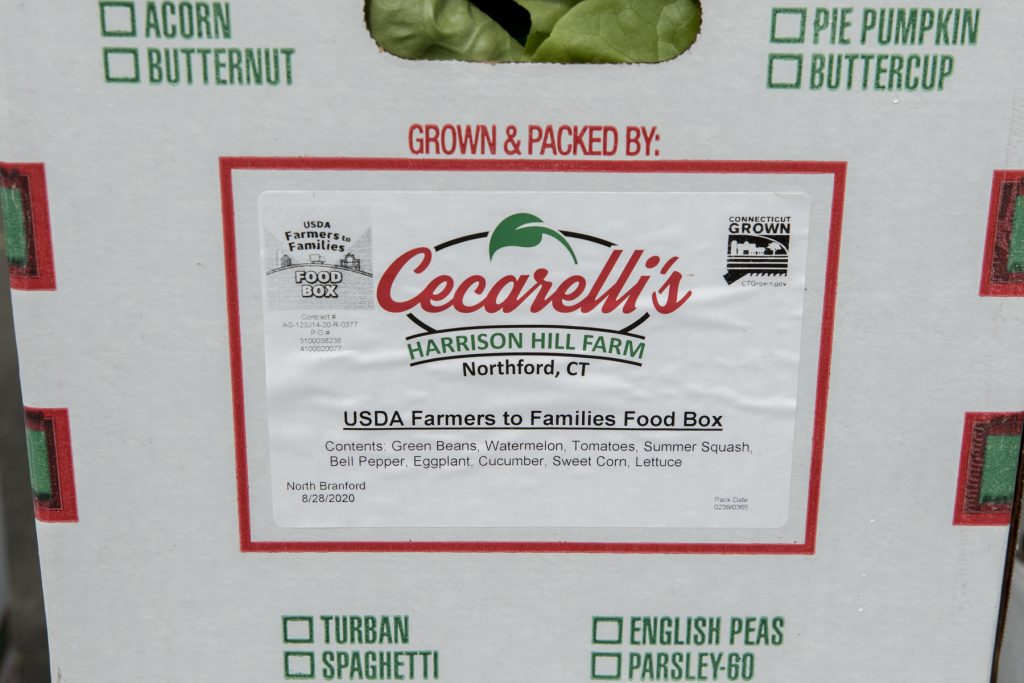 ACORN
BUTTERNUT
PIE PUMPKIN
BUTTERCUP
GROWN & PACKED BY:
USDA
Farmers to
Families
FOOD
BOX
Contract #
AG-123J14-20-R-0377
P.O.#
3100038238
4100020077
Cecarelli's
HARRISON HILL FARM
Northford, CT
CONNECTICUT
GROWN
CTGrown.gov
USDA Farmers to Families Food Box
Contents: Green Beans, Watermelon, Tomatoes, Summer Squash,
Bell Pepper, Eggplant, Cucumber, Sweet Corn, Lettuce
North Branford
8/28/2020
Pack Date
0239/0365
TURBAN
SPAGHETTI
ENGLISH PEAS
PARSLEY-60